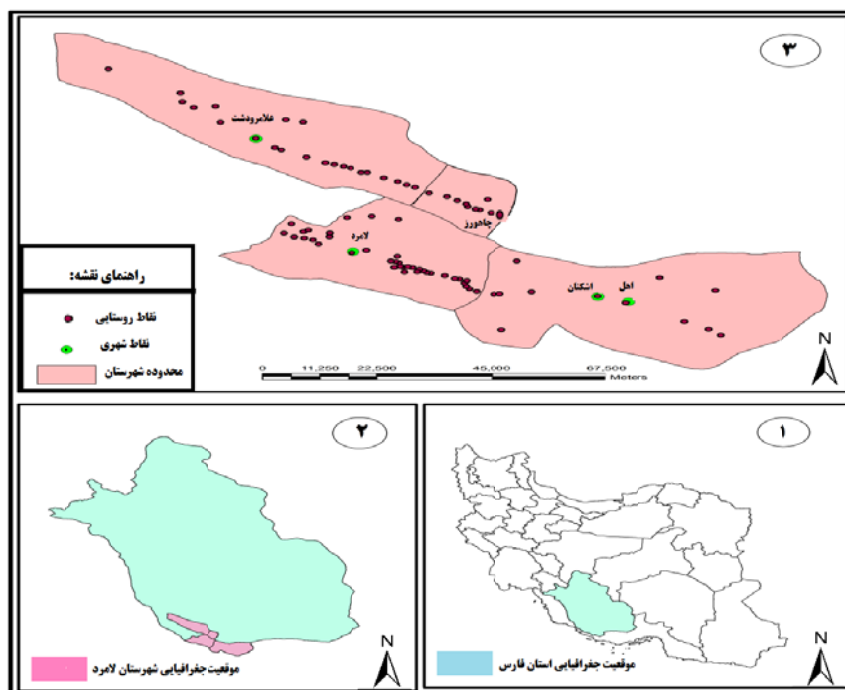 ۳
علامرودشت
چاهورز
لامرد
اشکنان
اهل
راهنمای نقشه:
نقاط روستایی
نقاط شهری
محدوده شهرستان
0 11,250 22,500 45,000 67,500
Meters
N
۲
N
موقعیت جغرافیایی شهرستان لامرد
۱
N
موقعیت جغرافیایی استان فارس